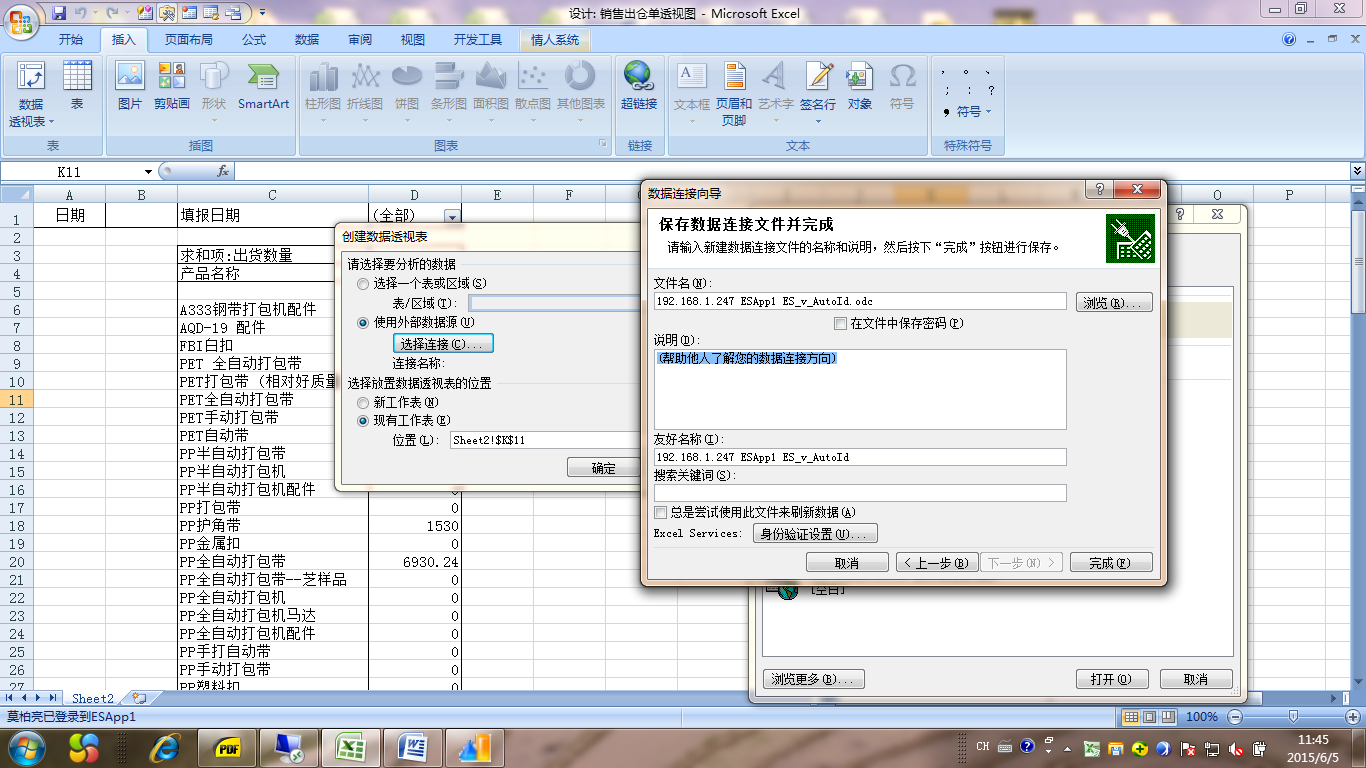 设计: 销售出仓单透视图 - Microsoft Excel
开始 插入 页面布局 公式 数据 审阅 视图 开发工具 情人系统
数据透视表 表 图片 剪贴画 形状 SmartArt 柱形图 折线图 饼图 条形图 面积图 散点图 其他图表 超链接 文本框 页眉和页脚 艺术字 签名行 对象 符号 符号
表 插图 图表 链接 文本 特殊符号
K11 fx
A B C D E F O P
1 日期 填报日期 (全部)
2
3 求和项:出货数量
4 产品名称
5
6 A333钢带打包机配件
7 AQD-19 配件
8 FBI白扣
9 PET 全自动打包带
10 PET打包带 (相对好质量
11 PET全自动打包带
12 PET手动打包带
13 PET自动带
14 PP半自动打包带
15 PP半自动打包机
16 PP半自动打包机配件 0
17 PP打包带 0
18 PP护角带 1530
19 PP金属扣 0
20 PP全自动打包带 6930.24
21 PP全自动打包带--芝样品 0
22 PP全自动打包机 0
23 PP全自动打包机马达 0
24 PP全自动打包机配件 0
25 PP手打自动带 0
26 PP手动打包带 0
27 PP塑料扣 0
创建数据透视表
请选择要分析的数据
选择一个表或区域(S)
表/区域(T):
使用外部数据源(U)
选择连接(C)...
连接名称:
选择放置数据透视表的位置
新工作表(N)
现有工作表(E)
位置(L): Sheet2!$K$11
确定
数据连接向导
保存数据连接文件并完成
请输入新建数据连接文件的名称和说明，然后按下“完成”按钮进行保存。
文件名(N):
192.168.1.247 ESApp1 ES_v_AutoId.odc 浏览(R)...
在文件中保存密码(P)
说明(D):
(帮助他人了解您的数据连接方向)
友好名称(I):
192.168.1.247 ESApp1 ES_v_AutoId
搜索关键词(S):
总是尝试使用此文件来刷新数据(A)
Excel Services: 身份验证设置(U)...
取消 < 上一步(B) 下一步(N) > 完成(F)
[空白]
浏览更多(B)... 打开(O) 取消
Sheet2
莫柏亮已登录到ESApp1 100%
PDF CH 11:45
2015/6/5